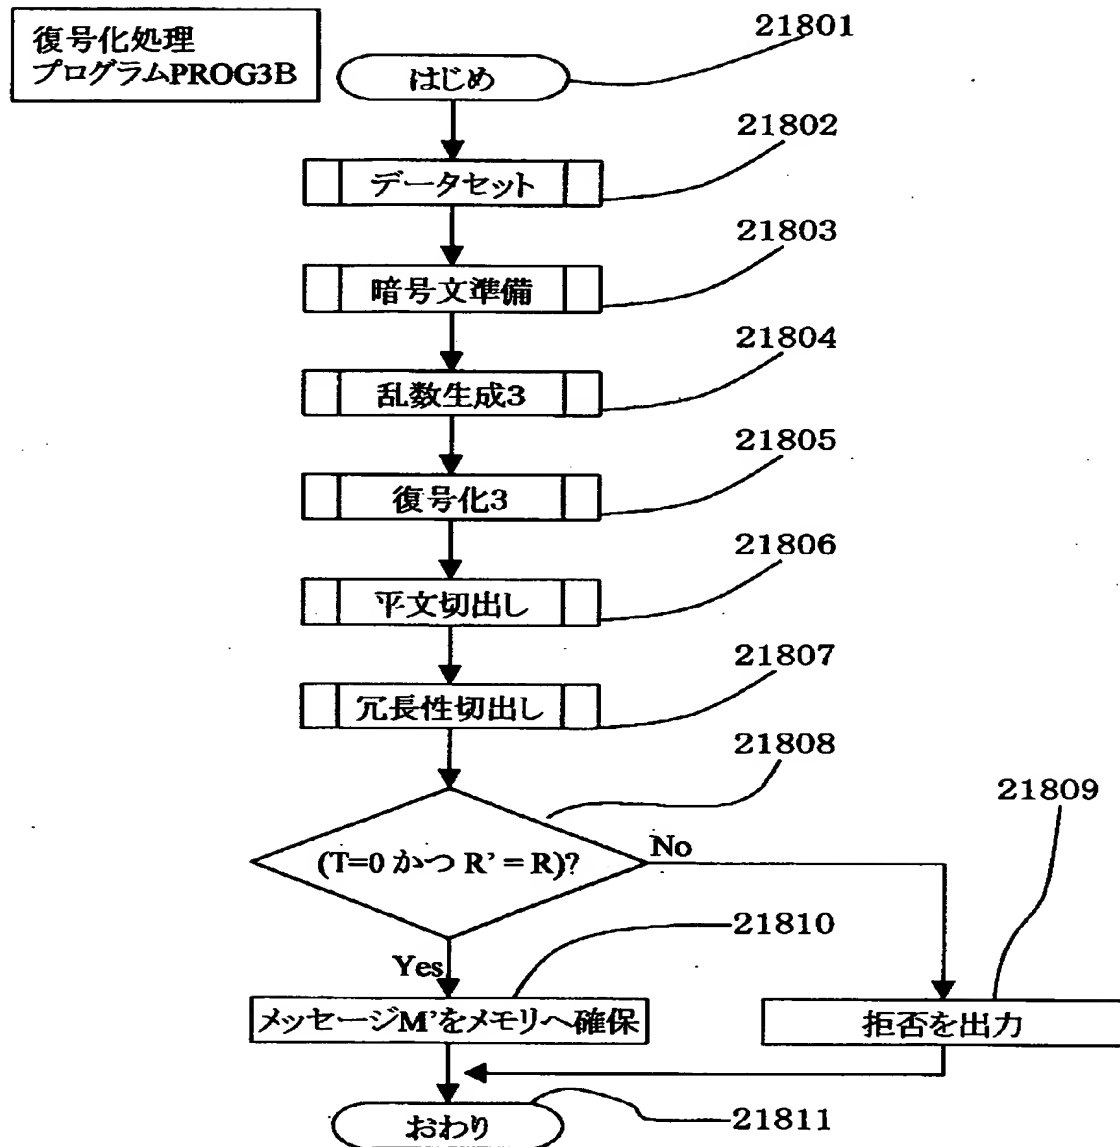 復号化処理
プログラムPROG3B
21801
はじめ
21802
データセット
21803
暗号文準備
21804
乱数生成3
21805
復号化3
21806
平文切出し
21807
冗長性切出し
21808
21809
(T=0 かつ R' = R)?
No
21810
Yes
メッセージM'をメモリへ確保
拒否を出力
おわり
21811